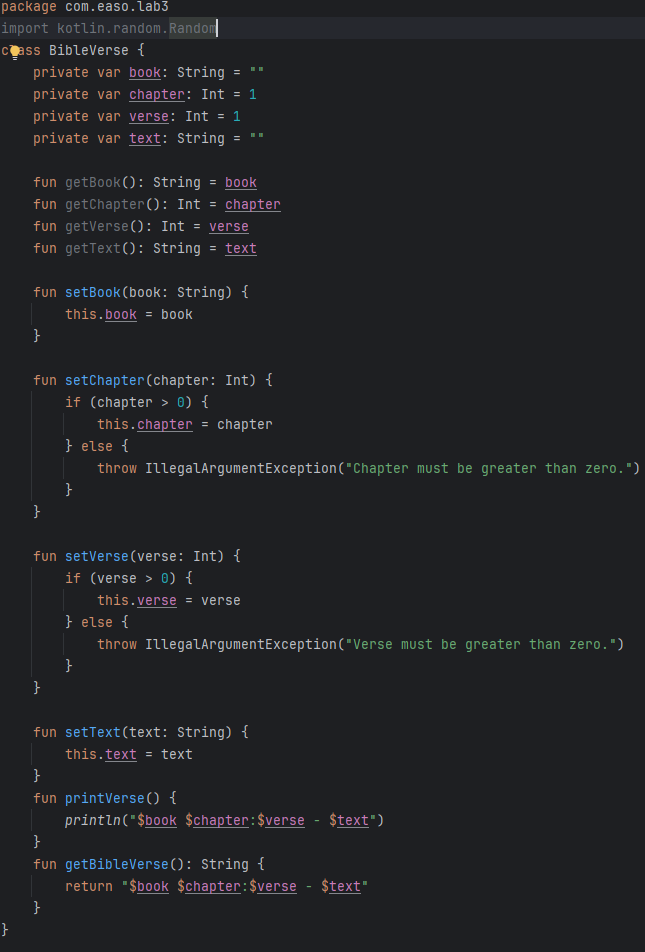 package com.easo.lab3
import kotlin.random.Random
class BibleVerse {
    private var book: String = ""
    private var chapter: Int = 1
    private var verse: Int = 1
    private var text: String = ""

    fun getBook(): String = book
    fun getChapter(): Int = chapter
    fun getVerse(): Int = verse
    fun getText(): String = text

    fun setBook(book: String) {
        this.book = book
    }

    fun setChapter(chapter: Int) {
        if (chapter > 0) {
            this.chapter = chapter
        } else {
            throw IllegalArgumentException("Chapter must be greater than zero.")
        }
    }

    fun setVerse(verse: Int) {
        if (verse > 0) {
            this.verse = verse
        } else {
            throw IllegalArgumentException("Verse must be greater than zero.")
        }
    }

    fun setText(text: String) {
        this.text = text
    }
    fun printVerse() {
        println("$book $chapter:$verse - $text")
    }
    fun getBibleVerse(): String {
        return "$book $chapter:$verse - $text"
    }
}